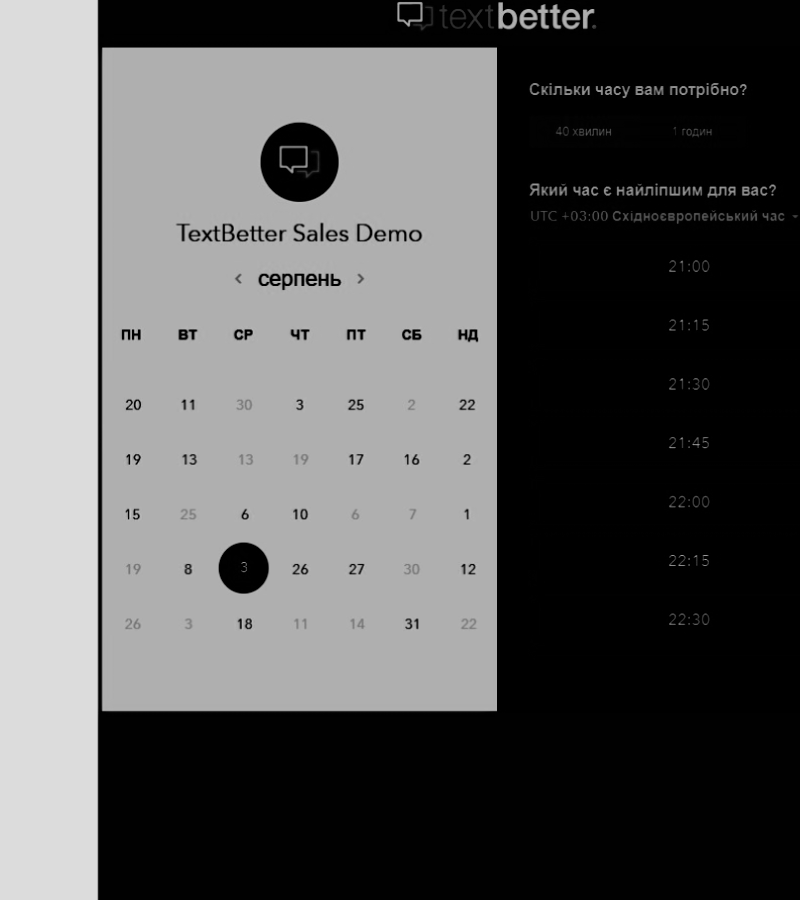 textbetter.
TextBetter Sales Demo
< серпень >
ПН ВТ СР ЧТ ПТ СБ НД
20 11 30 3 25 2 22
19 13 13 19 17 16 2
15 25 6 10 6 7 1
19 8 3 26 27 30 12
26 3 18 11 14 31 22
Скільки часу вам потрібно?
40 хвилин 1 годин
Який час є найліпшим для вас?
UTC +03:00 Східноєвропейський час
21:00
21:15
21:30
21:45
22:00
22:15
22:30